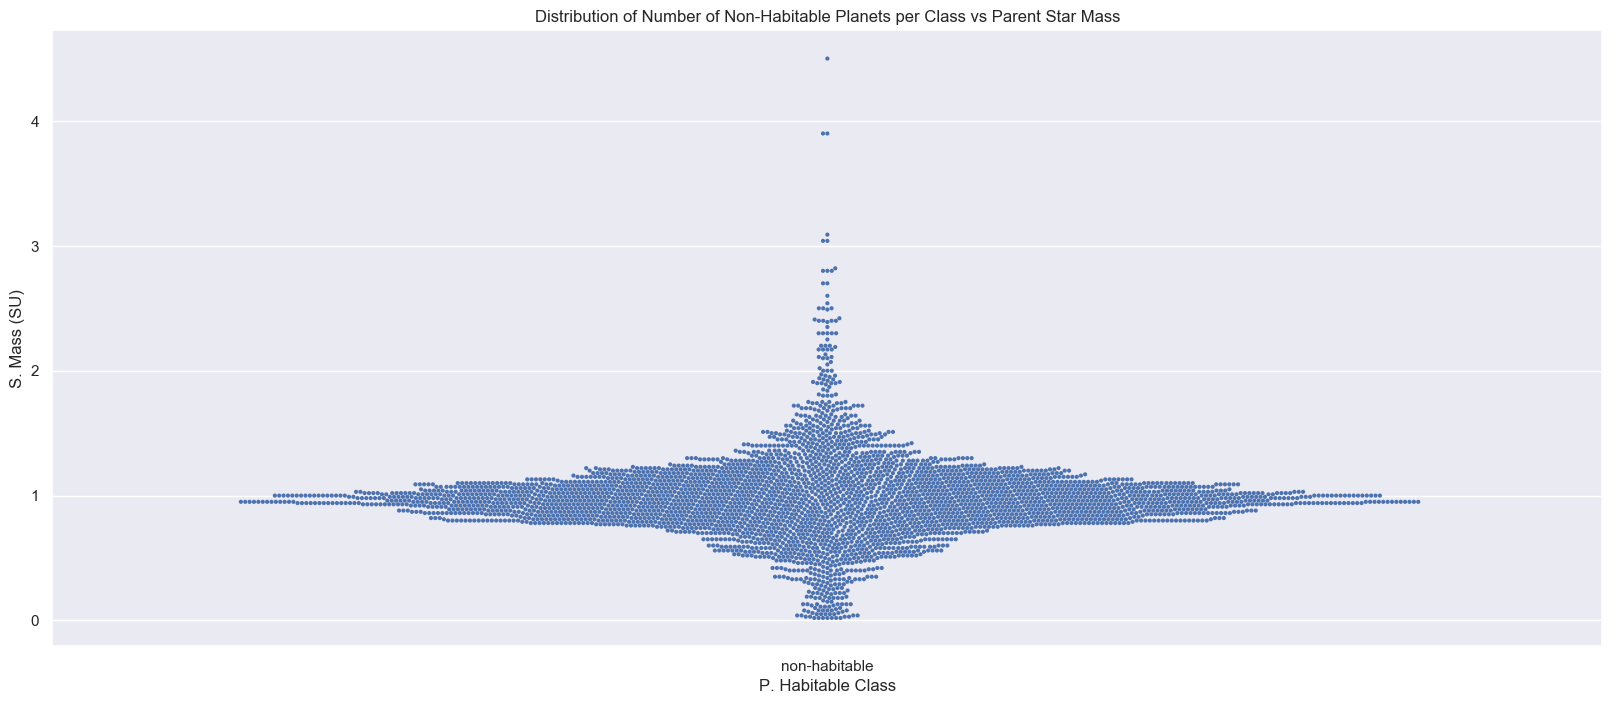 Distribution of Number of Non-Habitable Planets per Class vs Parent Star Mass
S. Mass (SU)
4
3
2
1
0
non-habitable
P. Habitable Class